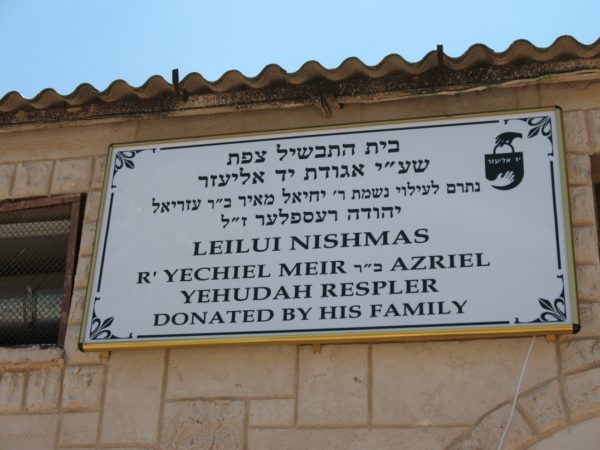 בית התבשיל צפת
שע״י אגודת יד אליעזר
נתרם לעילוי נשמת ר׳ יחיאל מאיר ב״ר עזריאל
יהודה רעספלער ז״ל
LEILUI NISHMAS
R' YECHIEL MEIR ב״ר AZRIEL
YEHUDAH RESPLER
DONATED BY HIS FAMILY
יד אליעזר